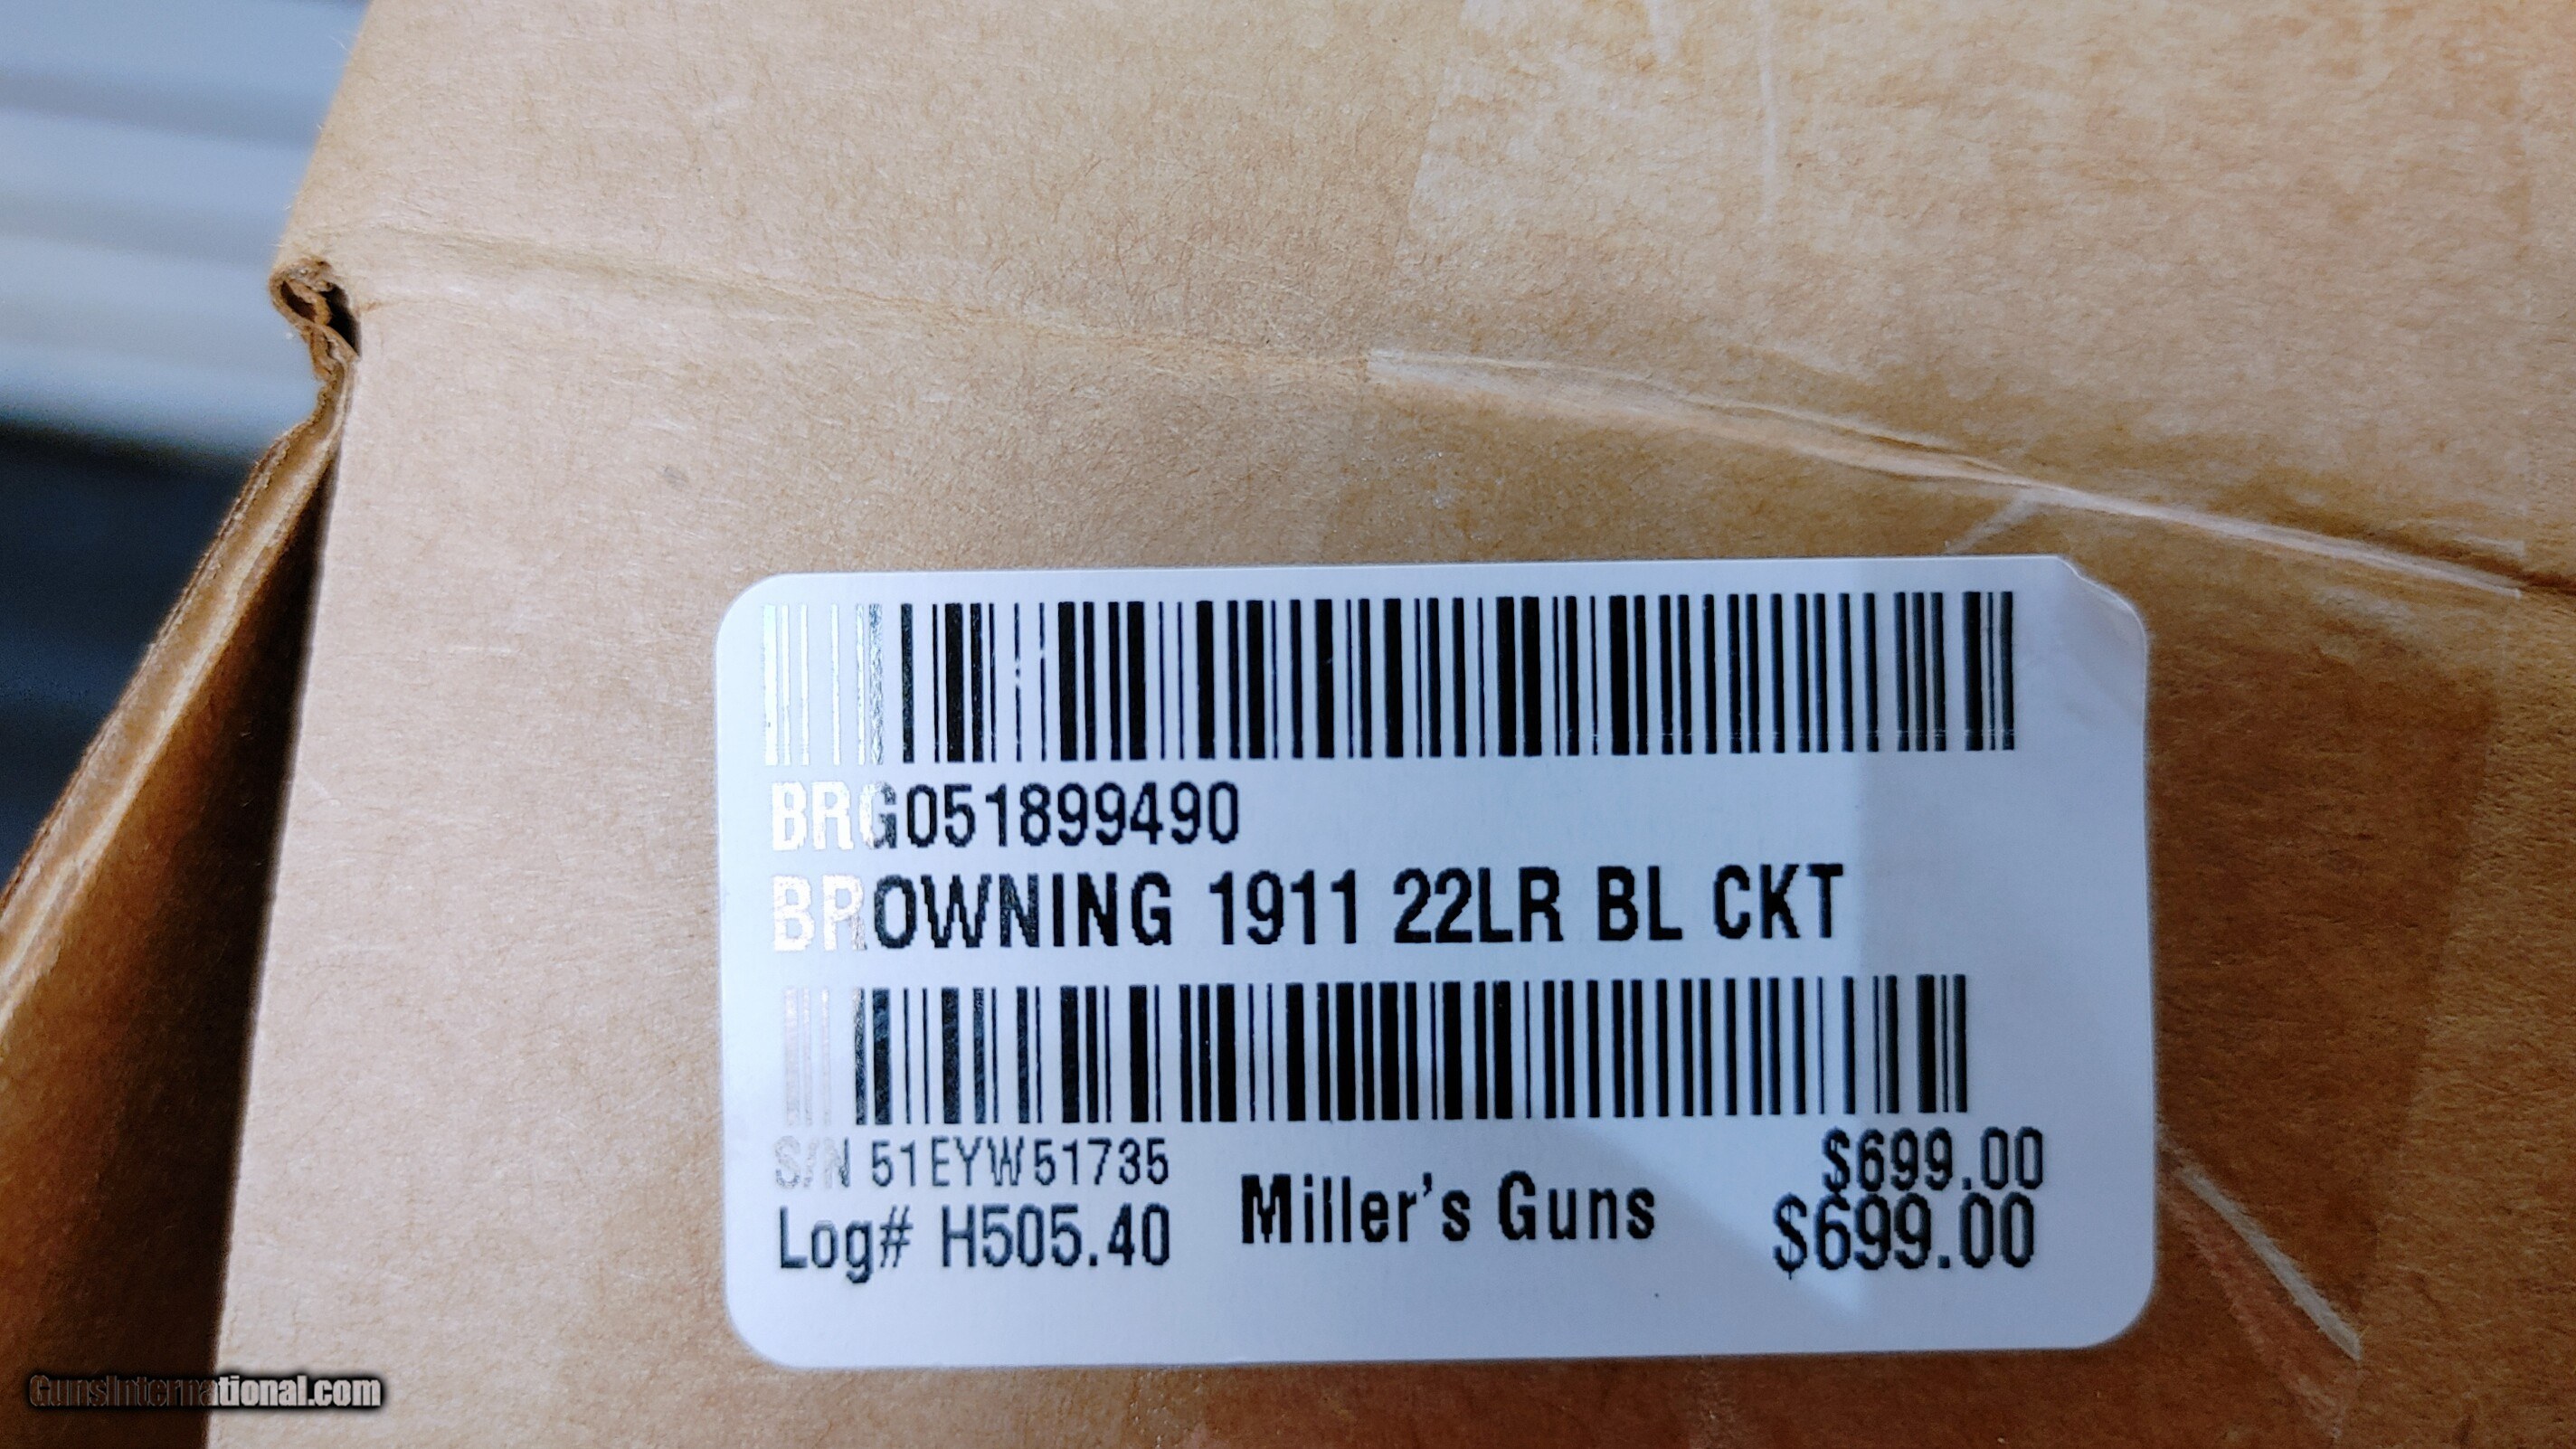 BRG051899490
BROWNING 1911 22LR BL CKT
S/N 51EYW51735
$699.00
Log# H505.40
Miller's Guns
$699.00
GunsInternational.com